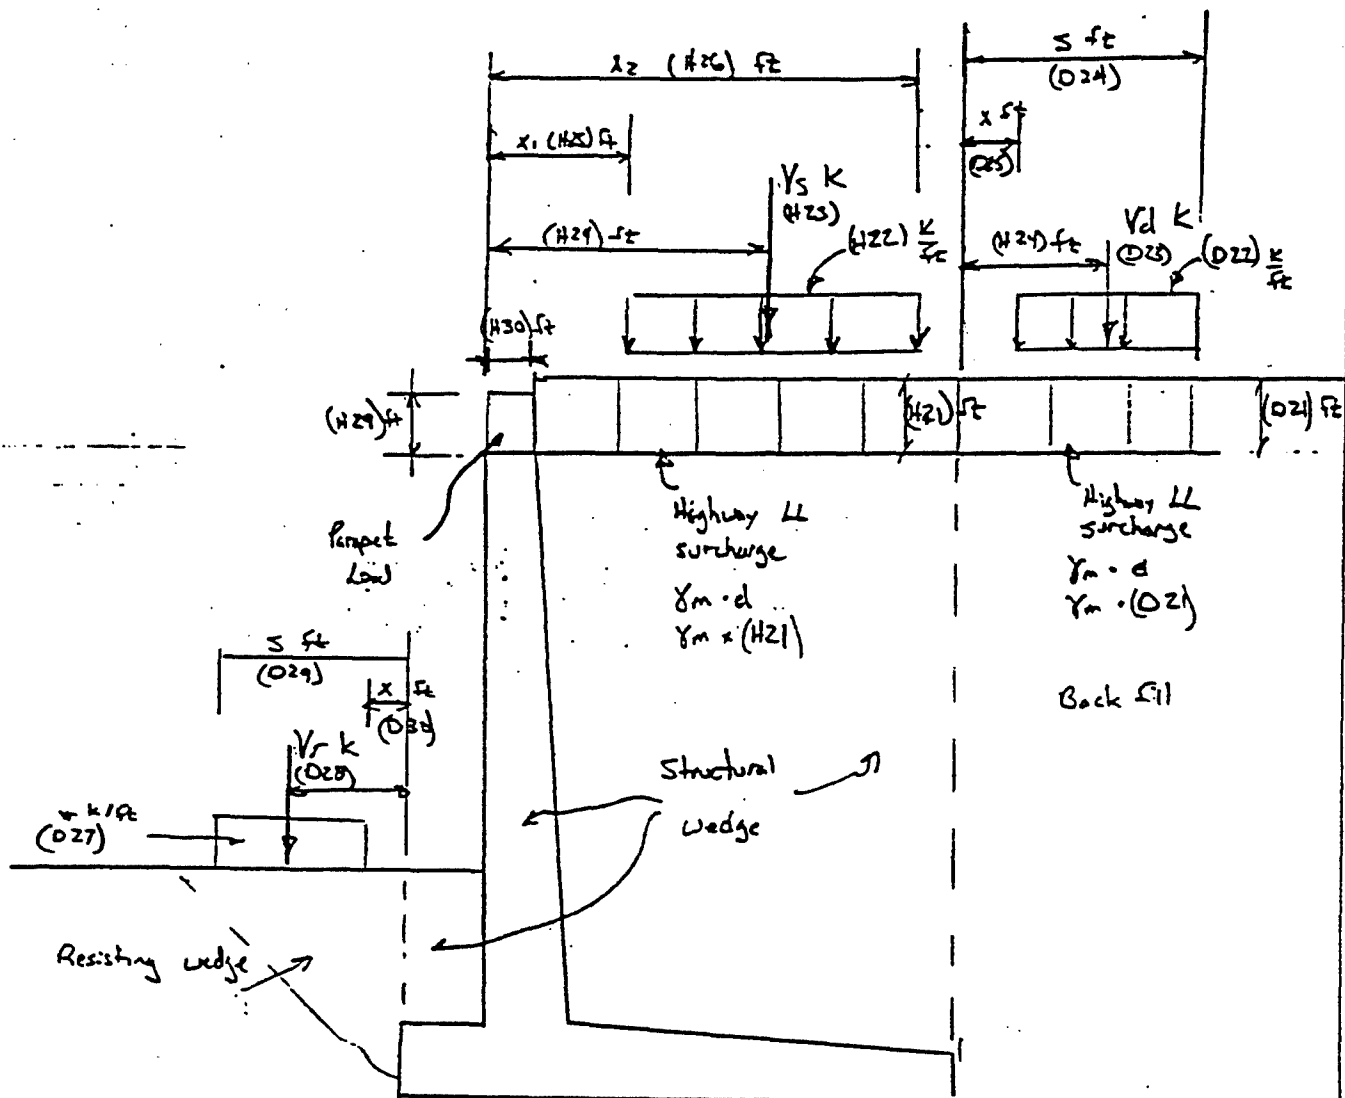 x2 (H26) ft
S ft
(D24)
x ft
(D25)
x1 (H25) ft
Vs K
(H23)
(H29) ft
(H22) K/ft
Vd K
(D23)
(H24) ft
(D22) K/ft
(H30) ft
(H29) ft
(H21) ft
(D21) ft
Parapet
Load
Highway LL
surcharge
γm · d
γm × (H21)
Highway LL
surcharge
γm · d
γm · (D21)
S ft
(D29)
x ft
Back fill
Vr K
(D28)
Structural
wedge
w k/ft
(D27)
Resisting wedge